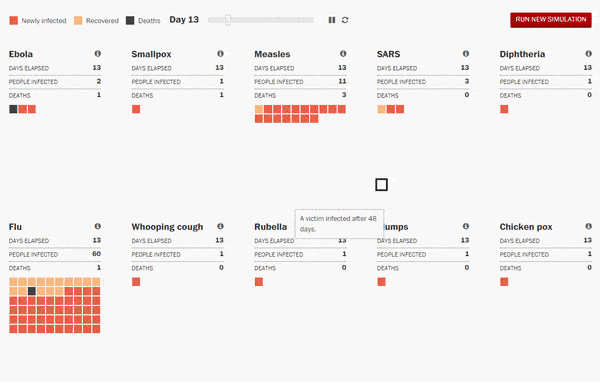 Newly infected Recovered Deaths Day 13 RUN NEW SIMULATION
Ebola
DAYS ELAPSED 13
PEOPLE INFECTED 2
DEATHS 1
Smallpox
DAYS ELAPSED 13
PEOPLE INFECTED 1
DEATHS 1
Measles
DAYS ELAPSED 13
PEOPLE INFECTED 11
DEATHS 3
SARS
DAYS ELAPSED 13
PEOPLE INFECTED 3
DEATHS 0
Diphtheria
DAYS ELAPSED 13
PEOPLE INFECTED 1
DEATHS 0
A victim infected after 48
days.
Flu
DAYS ELAPSED 13
PEOPLE INFECTED 60
DEATHS 1
Whooping cough
DAYS ELAPSED 13
PEOPLE INFECTED 1
DEATHS 0
Rubella
DAYS ELAPSED 13
PEOPLE INFECTED 1
DEATHS 0
umps
DAYS ELAPSED 13
PEOPLE INFECTED 1
DEATHS 0
Chicken pox
DAYS ELAPSED 13
PEOPLE INFECTED 1
DEATHS 0